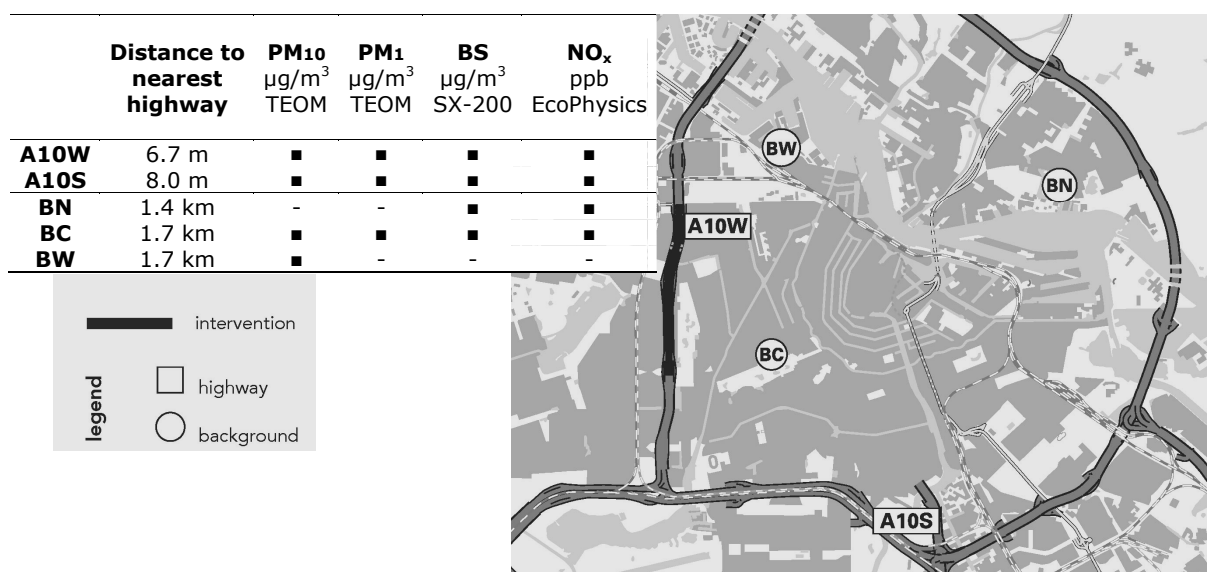 Distance to nearest highway PM10 µg/m³ TEOM PM1 µg/m³ TEOM BS µg/m³ SX-200 NOx ppb EcoPhysics
A10W 6.7 m ▪ ▪ ▪ ▪
A10S 8.0 m ▪ ▪ ▪ ▪
BN 1.4 km - - ▪ ▪
BC 1.7 km ▪ ▪ ▪ ▪
BW 1.7 km ▪ - - -
legend
intervention
highway
background
BW
BN
A10W
BC
A10S